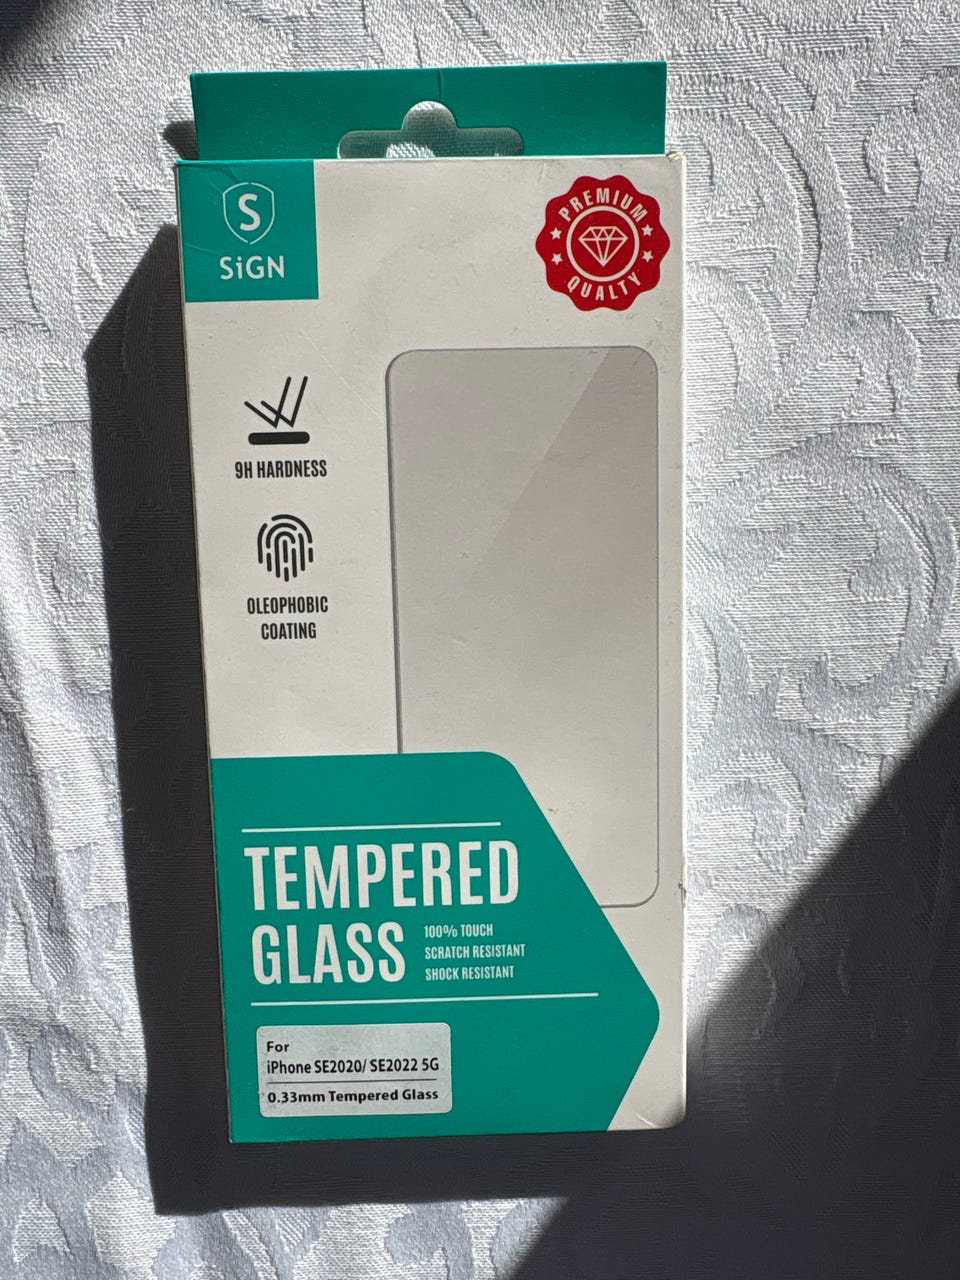 S
SiGN
PREMIUM
QUALTY
9H HARDNESS
OLEOPHOBIC
COATING
TEMPERED
GLASS
100% TOUCH
SCRATCH RESISTANT
SHOCK RESISTANT
For
iPhone SE2020/ SE2022 5G
0.33mm Tempered Glass